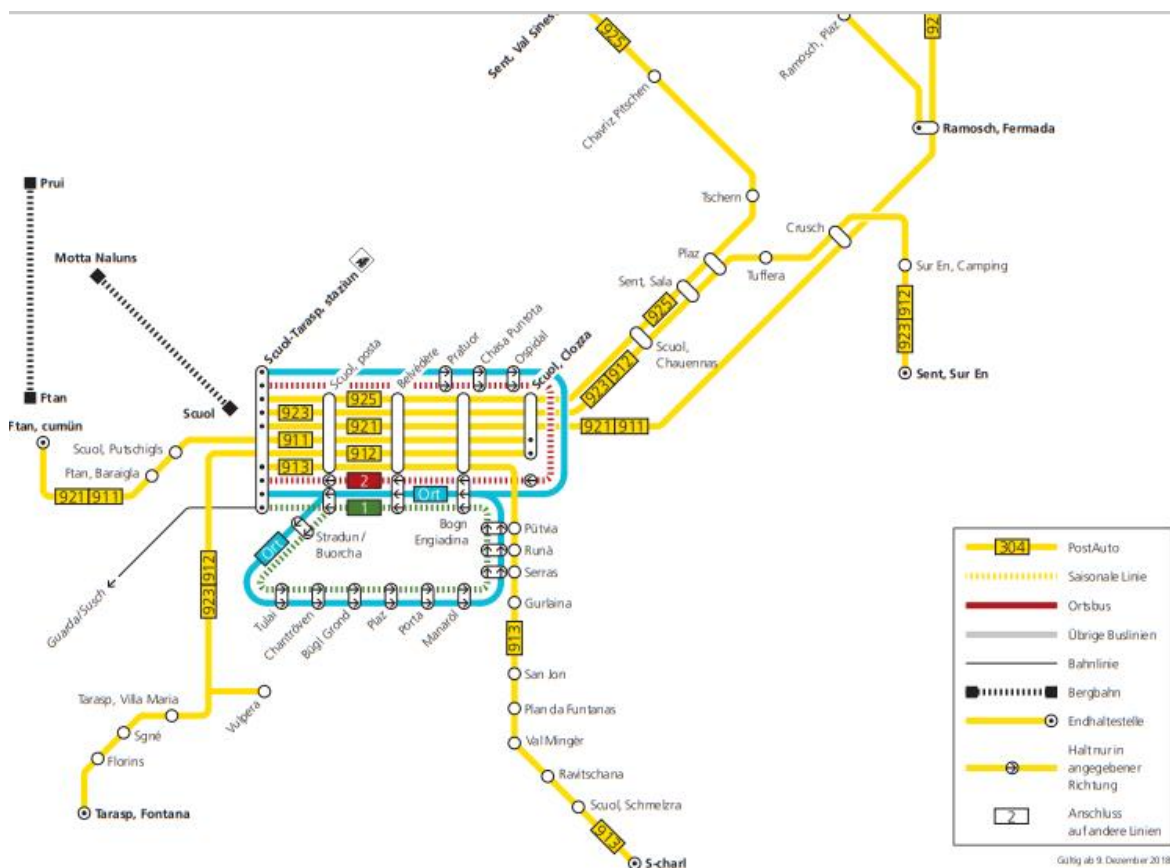 Sent, Val Sines
925
Chavriz Pitschen
Ramosch, Plaz
92
Ramosch, Fermada
Prui
Motta Naluns
Tschern
Plaz
Crusch
Tuffera
Sur En, Camping
Sent, Sala
925
923 912
Scuol-Tarasp, staziun
Scuol, posta
Belvédère
Pratuor
Chasa Puntota
Ospidal
Scuol, Clozza
Scuol,
Chauennas
923 912
Sent, Sur En
Ftan
Scuol
Ftan, cumün
Scuol, Putschigls
Ftan, Baraigla
921 911
925
923
921
911
912
913
921 911
2
Ort
1
Ort
Stradun /
Buorcha
Bogn
Engiadina
Pütvia
Runà
Serras
Gurlaina
Guarda/Susch
923 912
Tulai
Chantröven
Bügl Grond
Plaz
Porta
Manaröl
913
San Jon
Plan da Funtanas
Val Mingèr
Ravitschana
Scuol, Schmelzra
913
S-charl
Tarasp, Villa Maria
Vulpera
Sgné
Florins
Tarasp, Fontana
304 PostAuto
Saisonale Linie
Ortsbus
Übrige Buslinien
Bahnlinie
Bergbahn
Endhaltestelle
Halt nur in
angegebener
Richtung
2 Anschluss
auf andere Linien
Gültig ab 9. Dezember 2018